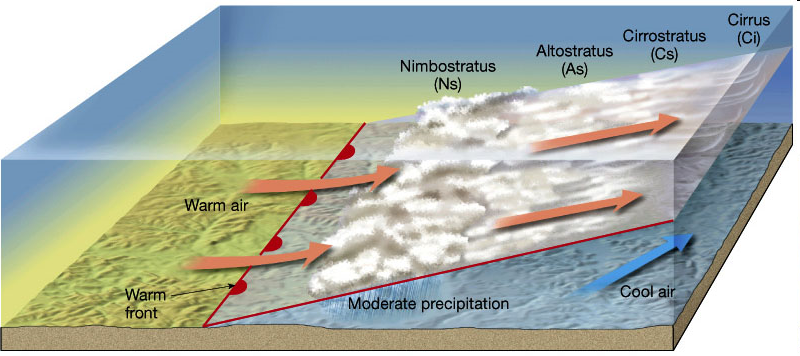 Cirrus
(Ci)
Cirrostratus
(Cs)
Altostratus
(As)
Nimbostratus
(Ns)
Warm air
Warm
front
Moderate precipitation
Cool air